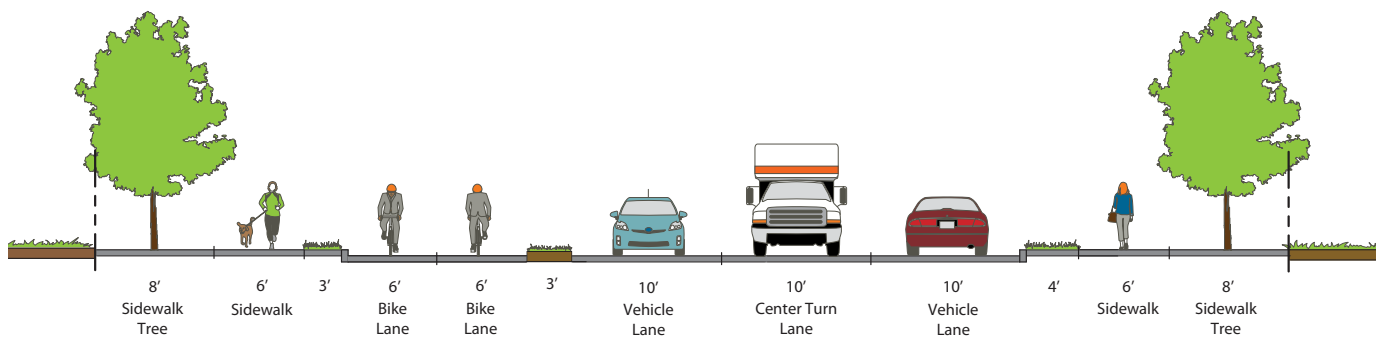 8’ 6’ 3’ 6’ 6’ 3’ 10’ 10’ 10’ 4’ 6’ 8’
Sidewalk Sidewalk Bike Bike Vehicle Center Turn Vehicle Sidewalk Sidewalk
Tree Lane Lane Lane Lane Lane Tree